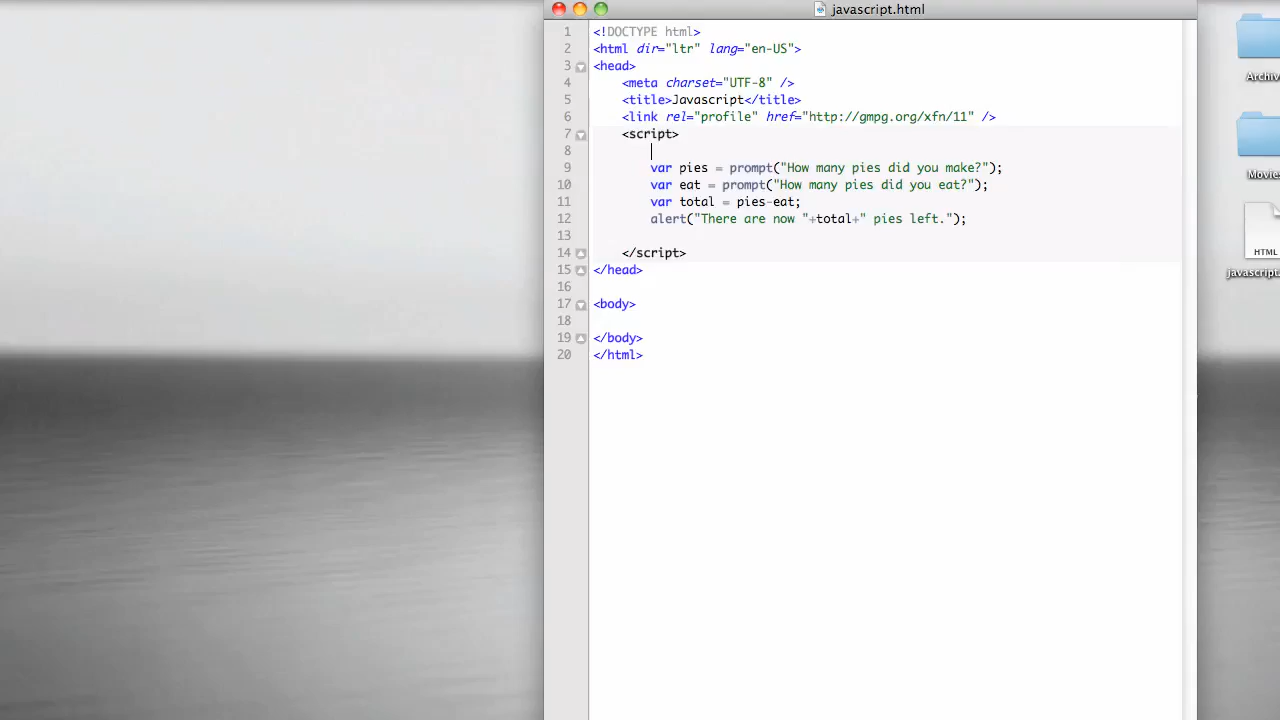 javascript.html
1 <!DOCTYPE html>
2 <html dir="ltr" lang="en-US">
3 <head>
4 <meta charset="UTF-8" />
5 <title>Javascript</title>
6 <link rel="profile" href="http://gmpg.org/xfn/11" />
7 <script>
8
9 var pies = prompt("How many pies did you make?");
10 var eat = prompt("How many pies did you eat?");
11 var total = pies-eat;
12 alert("There are now "+total+" pies left.");
13
14 </script>
15 </head>
16
17 <body>
18
19 </body>
20 </html>
Archiv
Movies
HTML
javascript.